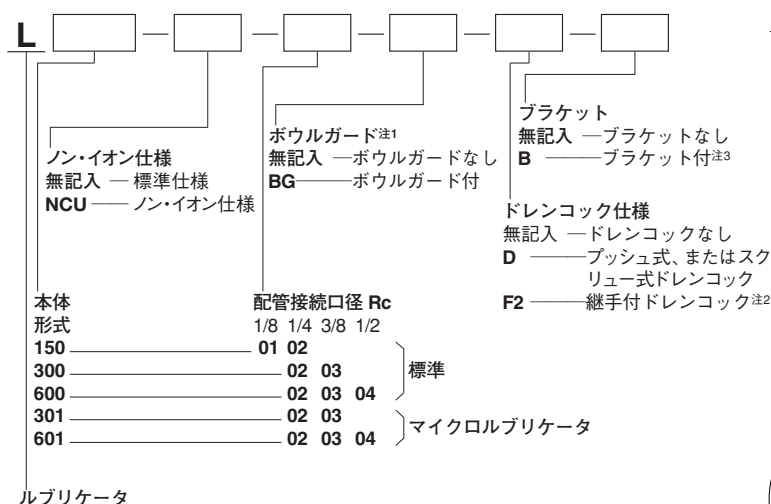 L
ブラケット
無記入 ―ブラケットなし
B ―――ブラケット付注3
ボウルガード注1
無記入 ―ボウルガードなし
BG―――ボウルガード付
ノン・イオン仕様
無記入 ― 標準仕様
NCU ―― ノン・イオン仕様
ドレンコック仕様
無記入 ―ドレンコックなし
D ―――プッシュ式、またはスク
リュー式ドレンコック
F2 ―――継手付ドレンコック注2
本体
形式
配管接続口径 Rc
1/8 1/4 3/8 1/2
150 01 02
300 02 03
標準
600 02 03 04
301 02 03
マイクロルブリケータ
601 02 03 04
ルブリケータ